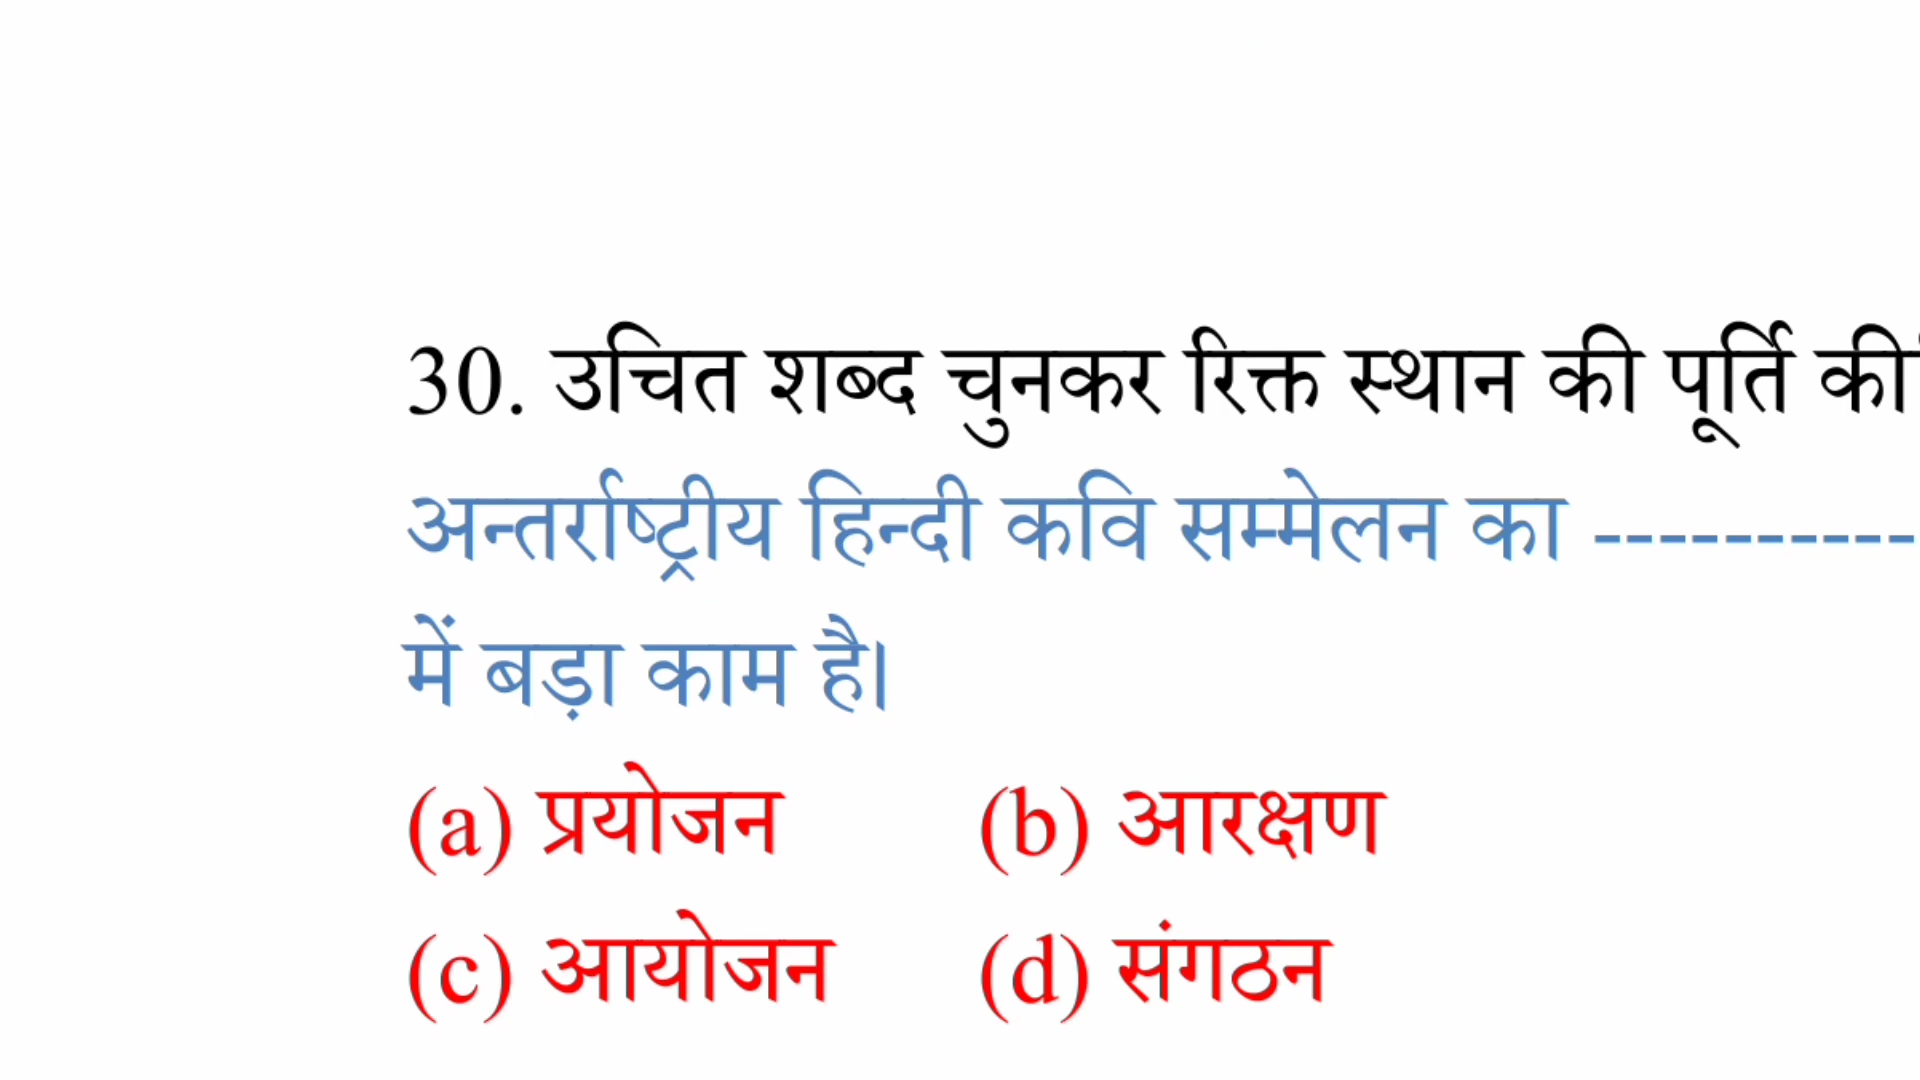 30. उचित शब्द चुनकर रिक्त स्थान की पूर्ति
अन्तर्राष्ट्रीय हिन्दी कवि सम्मेलन का ----------
में बड़ा काम है।
(a) प्रयोजन (b) आरक्षण
(c) आयोजन (d) संगठन